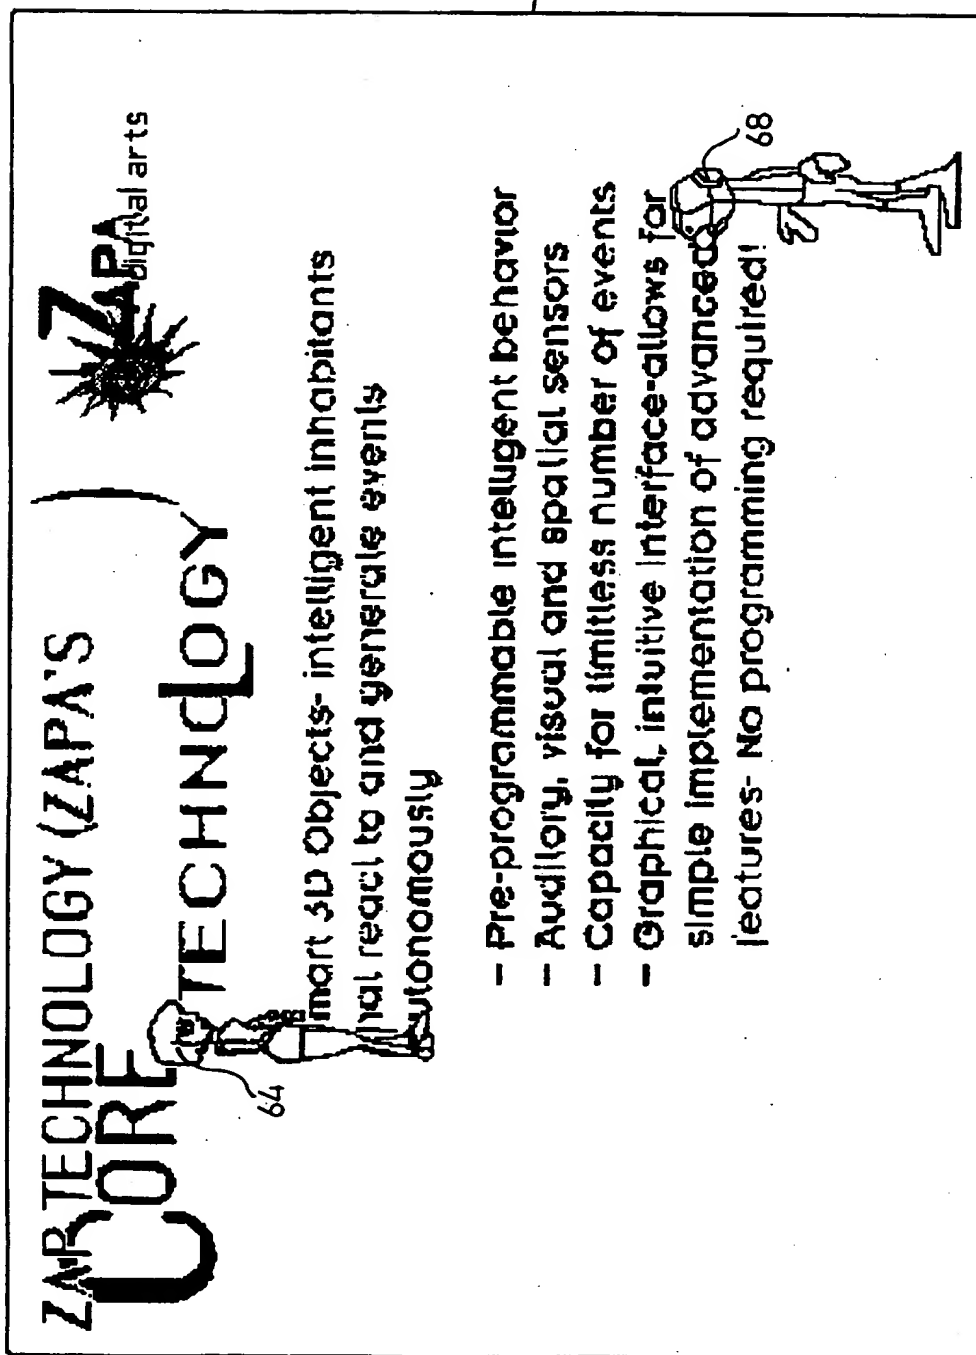 ZAP TECHNOLOGY (ZAPA'S
CORE TECHNOLOGY)
ZAPA
digital arts
mart 3D Objects- intelligent inhabitants
hat react to and generate events
utonomously
64
- Pre-programmable intellugent behavior
- Auditory, visual and spatial sensors
- Capacity for limitless number of events
- Graphical, intuitive interface-allows for
simple implementation of advanced
features- No programming required!
68